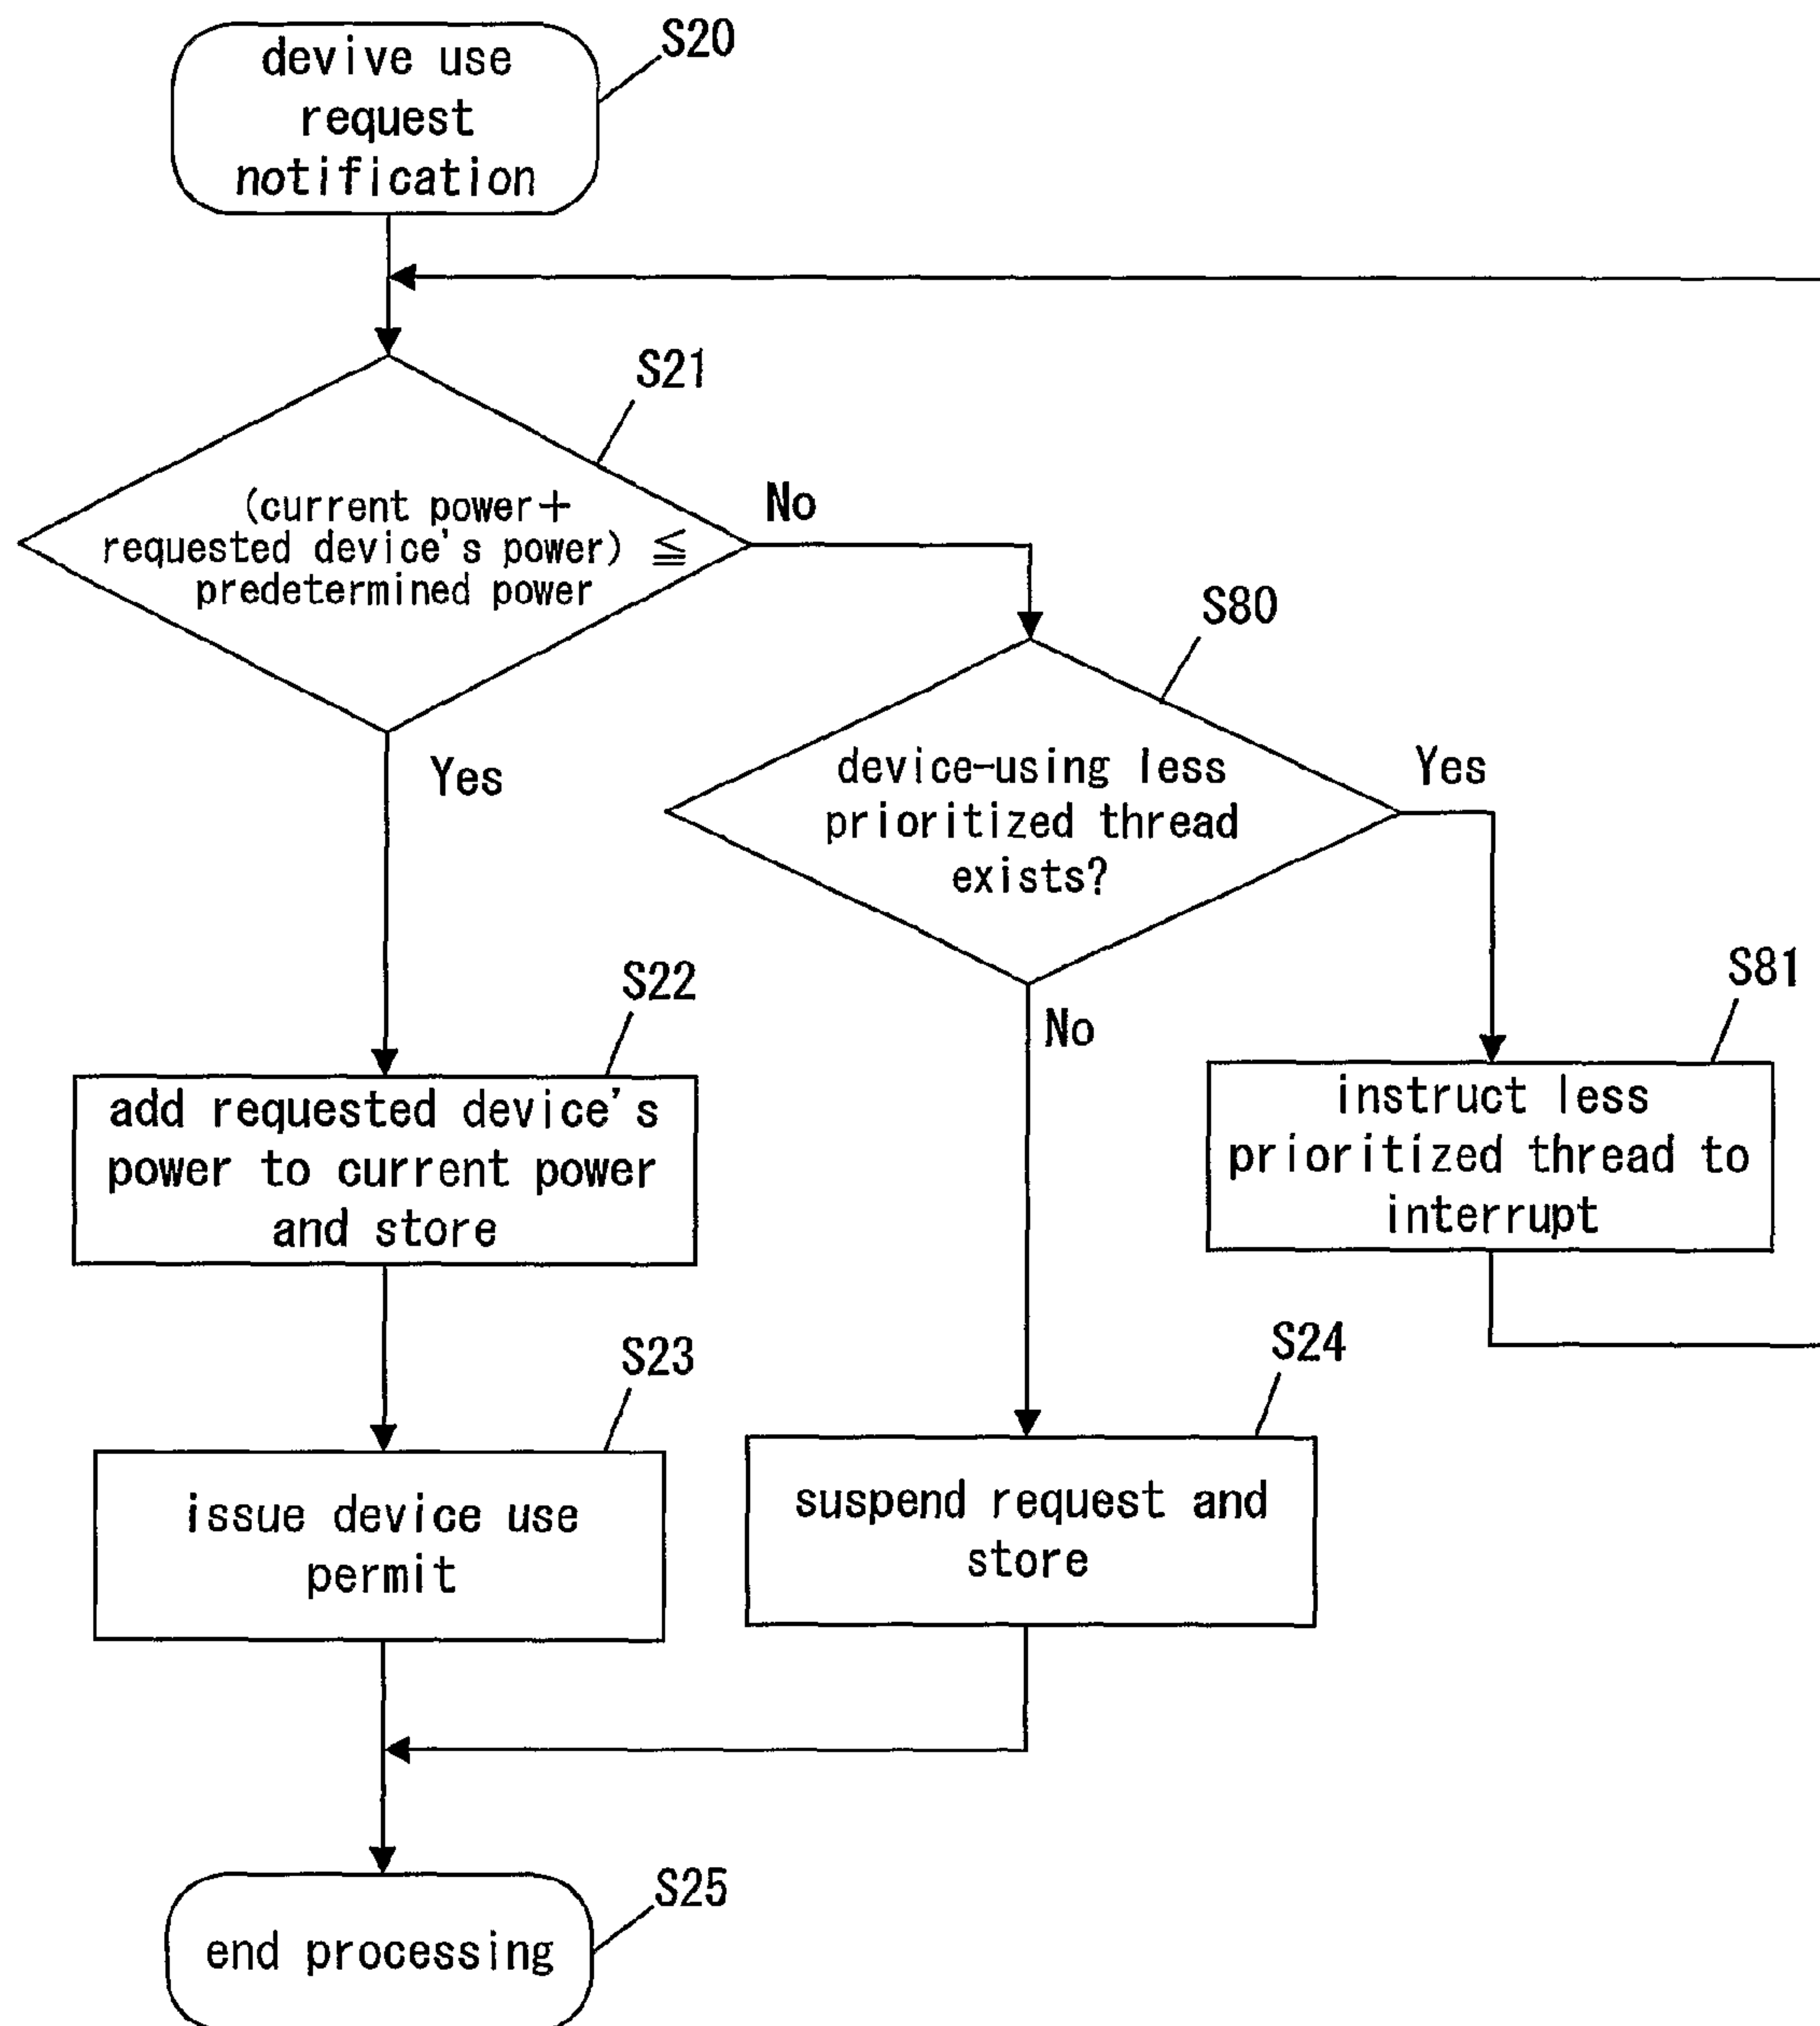 devive use
request
notification
S20
S21
(current power+
requested device's power) ≦
predetermined power
No
Yes
S80
device-using less
prioritized thread
exists?
Yes
No
S81
instruct less
prioritized thread to
interrupt
S22
add requested device's
power to current power
and store
S23
issue device use
permit
S24
suspend request and
store
S25
end processing